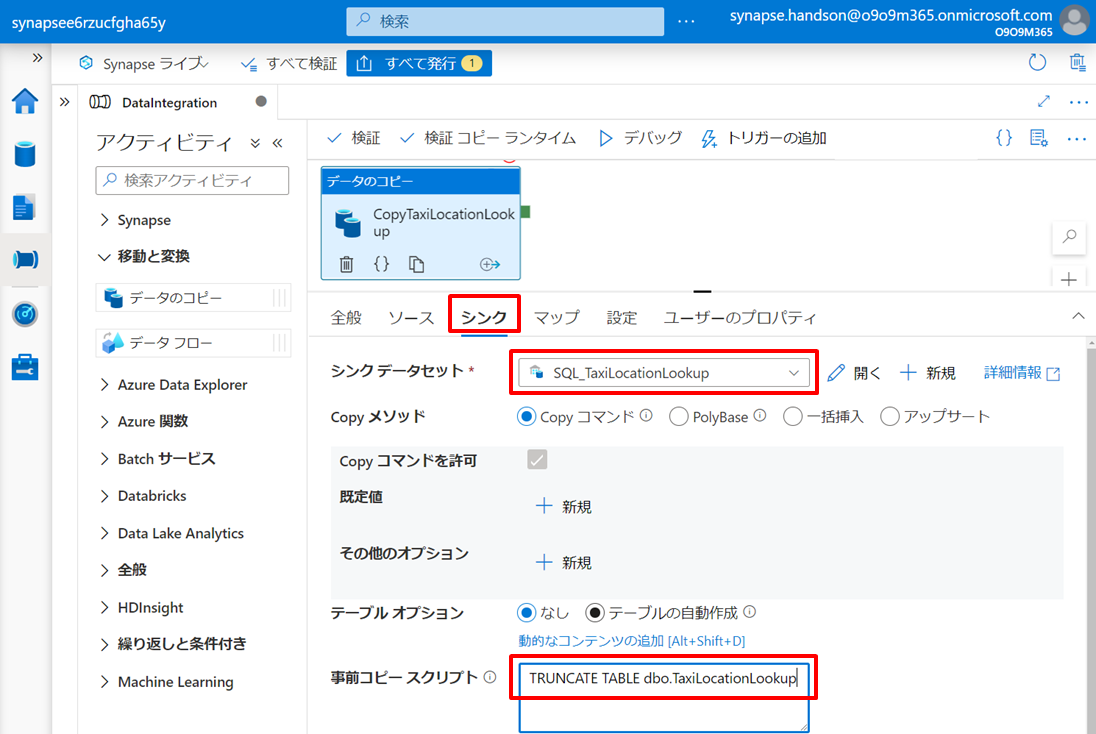 synapsee6rzucfgha65y
検索
synapse.handson@o9o9m365.onmicrosoft.com
O9O9M365
Synapse ライブ
すべて検証
すべて発行 1
DataIntegration
アクティビティ
検索アクティビティ
Synapse
移動と変換
データのコピー
データ フロー
Azure Data Explorer
Azure 関数
Batch サービス
Databricks
Data Lake Analytics
全般
HDInsight
繰り返しと条件付き
Machine Learning
検証
検証 コピー ランタイム
デバッグ
トリガーの追加
データのコピー
CopyTaxiLocationLook
up
全般
ソース
シンク
マップ
設定
ユーザーのプロパティ
シンク データセット *
SQL_TaxiLocationLookup
開く
新規
詳細情報
Copy メソッド
Copy コマンド
PolyBase
一括挿入
アップサート
Copy コマンドを許可
既定値
新規
その他のオプション
新規
テーブル オプション
なし
テーブルの自動作成
動的なコンテンツの追加 [Alt+Shift+D]
事前コピー スクリプト
TRUNCATE TABLE dbo.TaxiLocationLookup